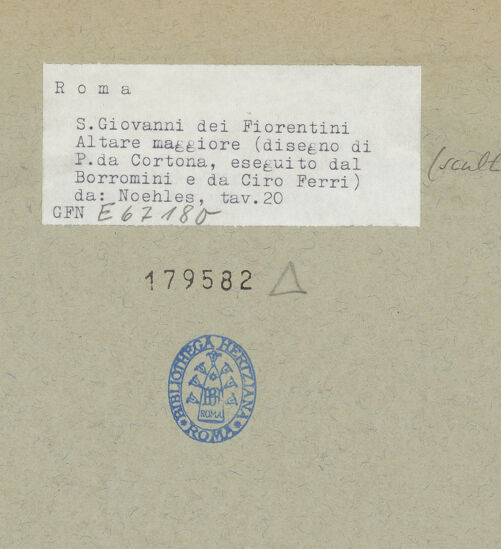 Roma
S.Giovanni dei Fiorentini
Altare maggiore (disegno di
P.da Cortona, eseguito dal
Borromini e da Ciro Ferri)
da: Noehles, tav.20
GFN E67180
(scult
179582
BIBLIOTHECA HERTZIANA
ROMA
ROMA